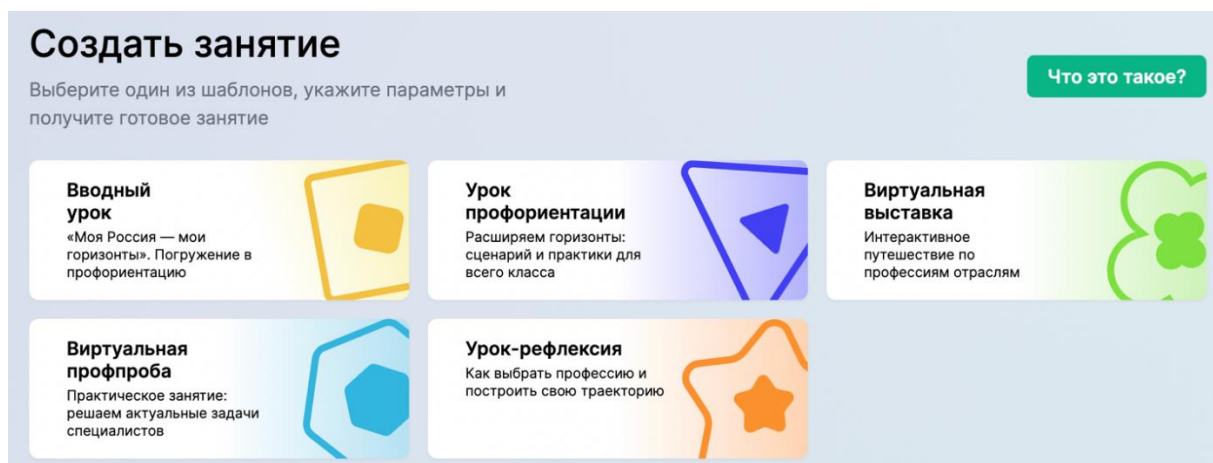 Создать занятие
Выберите один из шаблонов, укажите параметры и
получите готовое занятие
Что это такое?
Вводный
урок
«Моя Россия — мои
горизонты». Погружение в
профориентацию
Урок
профориентации
Расширяем горизонты:
сценарий и практики для
всего класса
Виртуальная
выставка
Интерактивное
путешествие по
профессиям отраслям
Виртуальная
профпроба
Практическое занятие:
решаем актуальные задачи
специалистов
Урок-рефлексия
Как выбрать профессию и
построить свою траекторию